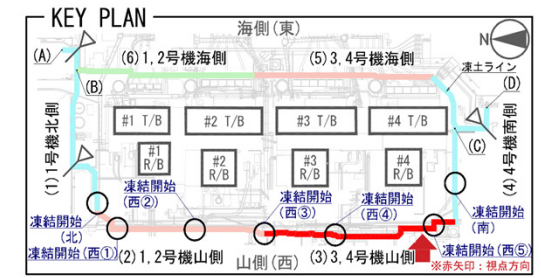 KEY PLAN
海側(東)
N
(A)
(6)1,2号機海側
(5)3,4号機海側
凍土ライン
(D)
(B)
#1 T/B
#2 T/B
#3 T/B
#4 T/B
(C)
(1)1号機北側
(4)4号機南側
#1
R/B
#2
R/B
#3
R/B
#4
R/B
凍結開始
(西②)
凍結開始
(西③)
凍結開始
(西④)
凍結開始
(北)
凍結開始
(南)
凍結開始(西①)
(2)1,2号機山側
山側(西)
(3)3,4号機山側
凍結開始(西⑤)
※赤矢印：視点方向